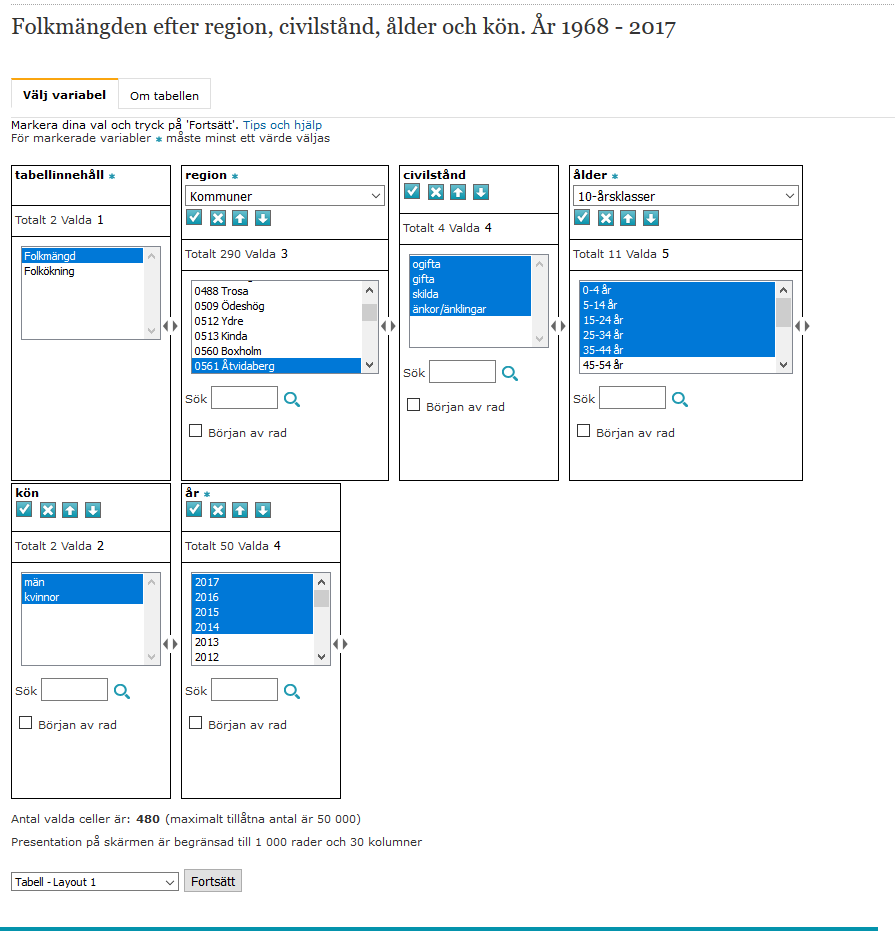 Folkmängden efter region, civilstånd, ålder och kön. År 1968 - 2017
Välj variabel
Om tabellen
Markera dina val och tryck på 'Fortsätt'. Tips och hjälp
För markerade variabler * måste minst ett värde väljas
tabellinnehåll *
Totalt 2 Valda 1
Folkmängd
Folkökning
region *
Kommuner
Totalt 290 Valda 3
0488 Trosa
0509 Ödeshög
0512 Ydre
0513 Kinda
0560 Boxholm
0561 Åtvidaberg
Sök
Början av rad
civilstånd
Totalt 4 Valda 4
ogifta
gifta
skilda
änkor/änklingar
Sök
Början av rad
ålder *
10-årsklasser
Totalt 11 Valda 5
0-4 år
5-14 år
15-24 år
25-34 år
35-44 år
45-54 år
Sök
Början av rad
kön
Totalt 2 Valda 2
män
kvinnor
Sök
Början av rad
år *
Totalt 50 Valda 4
2017
2016
2015
2014
2013
2012
Sök
Början av rad
Antal valda celler är: 480 (maximalt tillåtna antal är 50 000)
Presentation på skärmen är begränsad till 1 000 rader och 30 kolumner
Tabell - Layout 1
Fortsätt